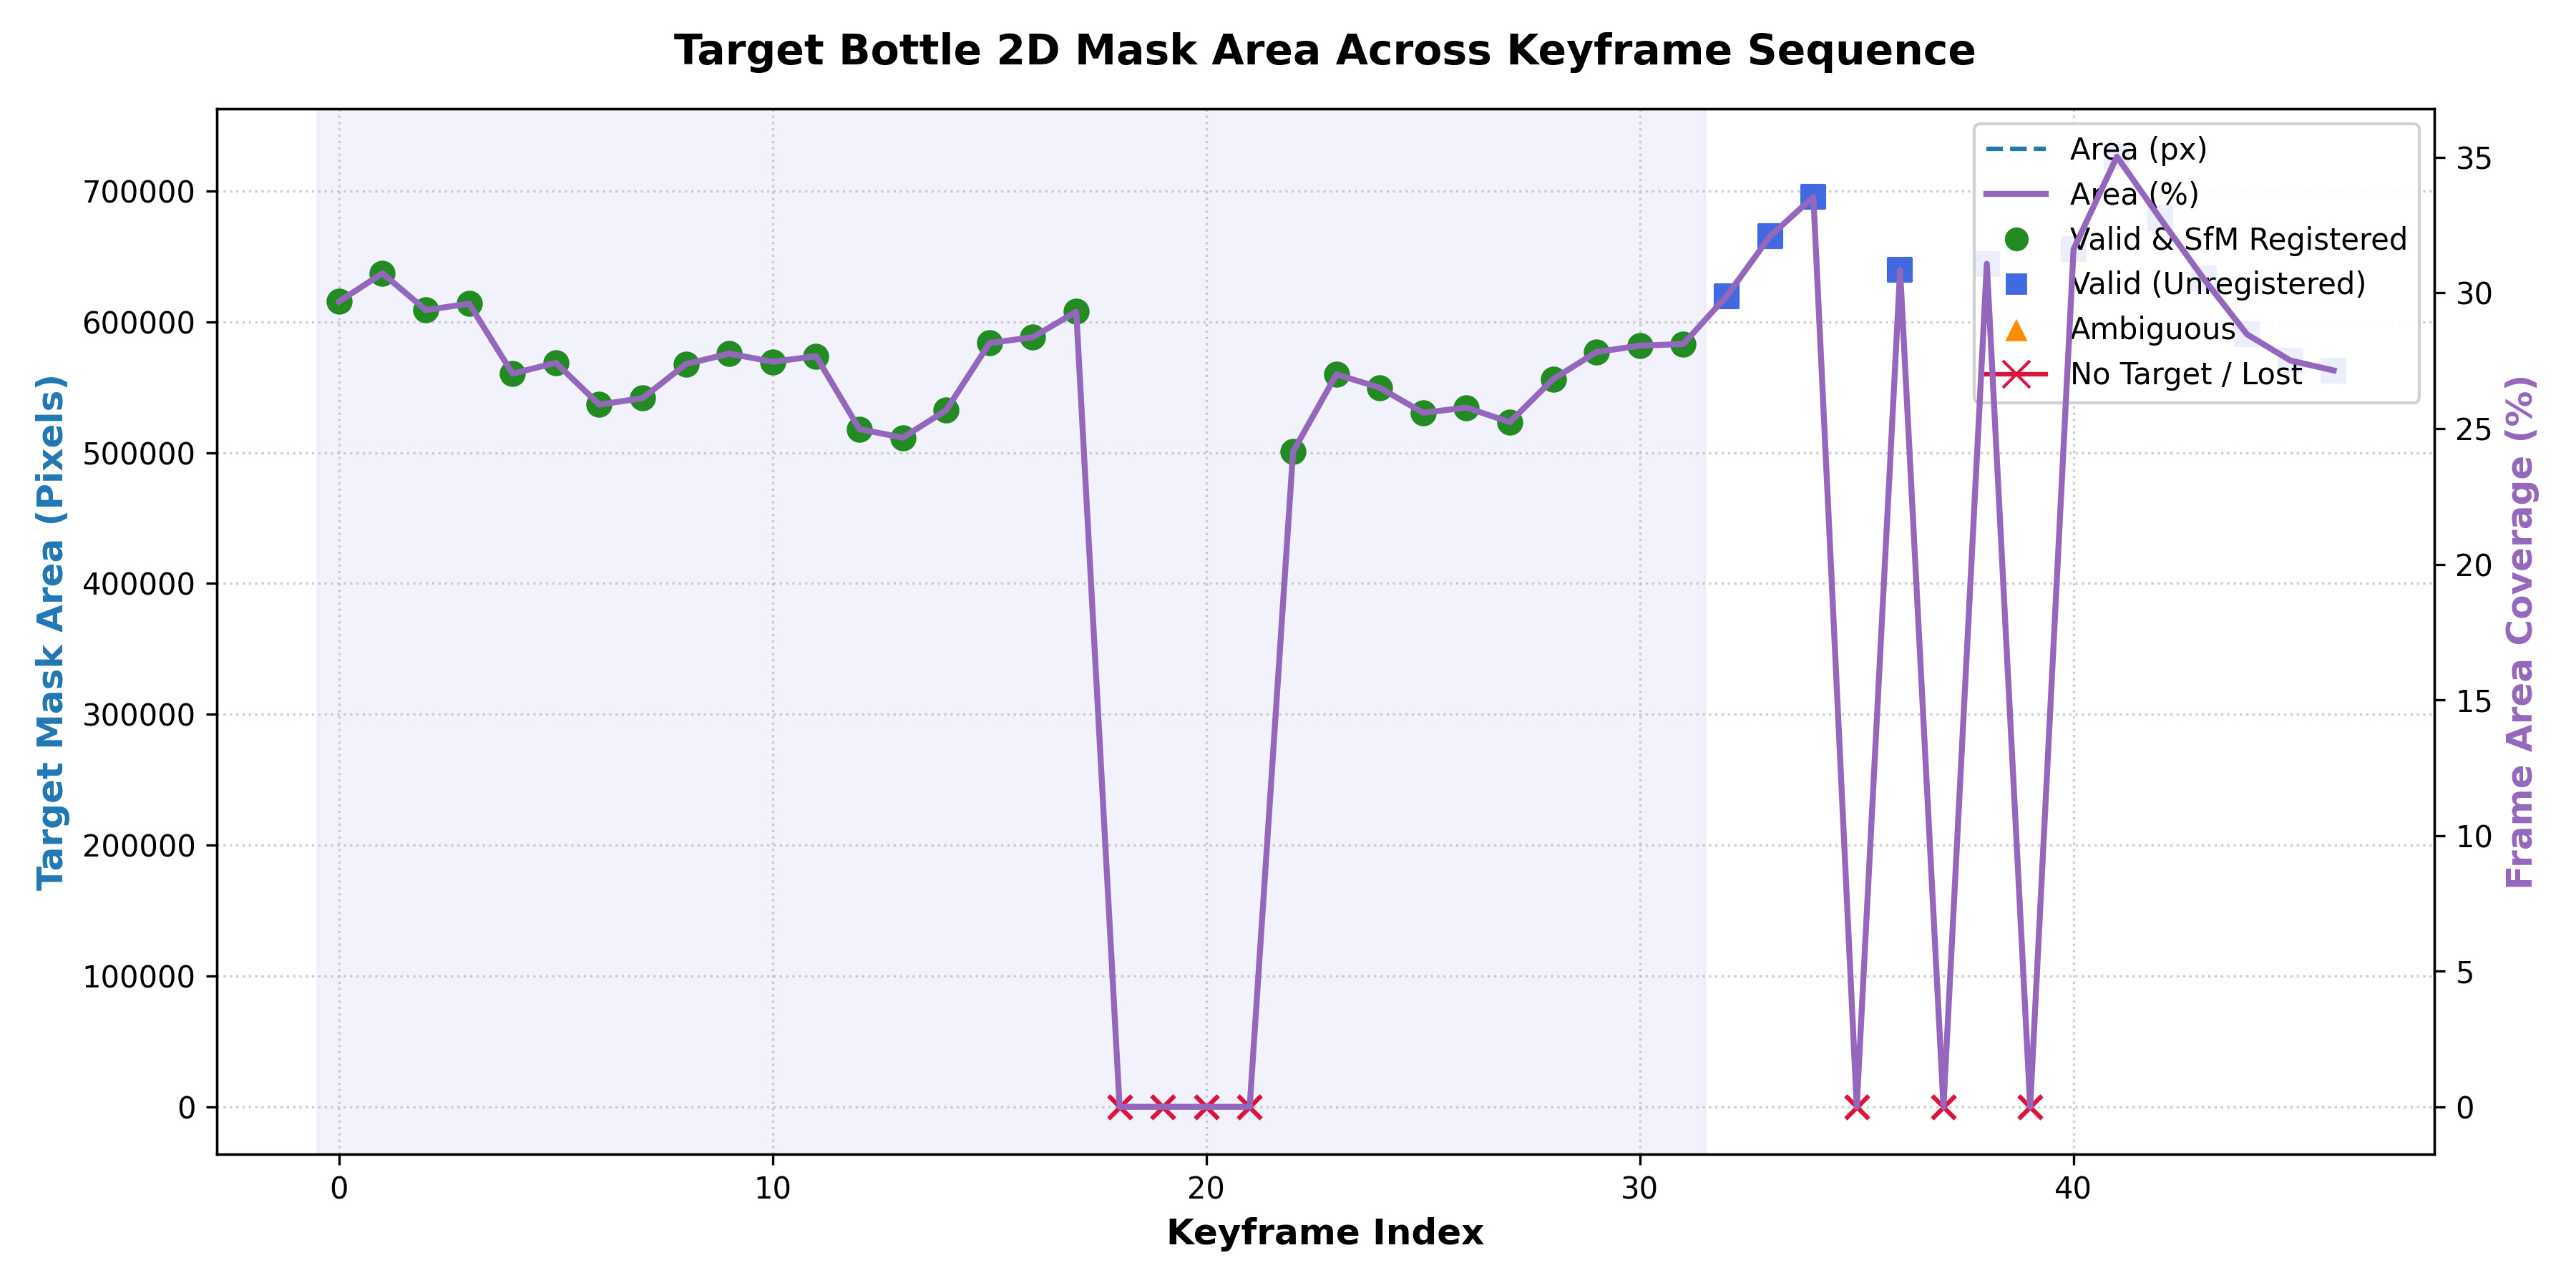 Target Bottle 2D Mask Area Across Keyframe Sequence
Target Mask Area (Pixels)
700000
600000
500000
400000
300000
200000
100000
0
Area (px)
Area (%)
Valid & SfM Registered
Valid (Unregistered)
Ambiguous
No Target / Lost
35
30
25
20
15
10
5
0
Frame Area Coverage (%)
0 10 20 30 40
Keyframe Index